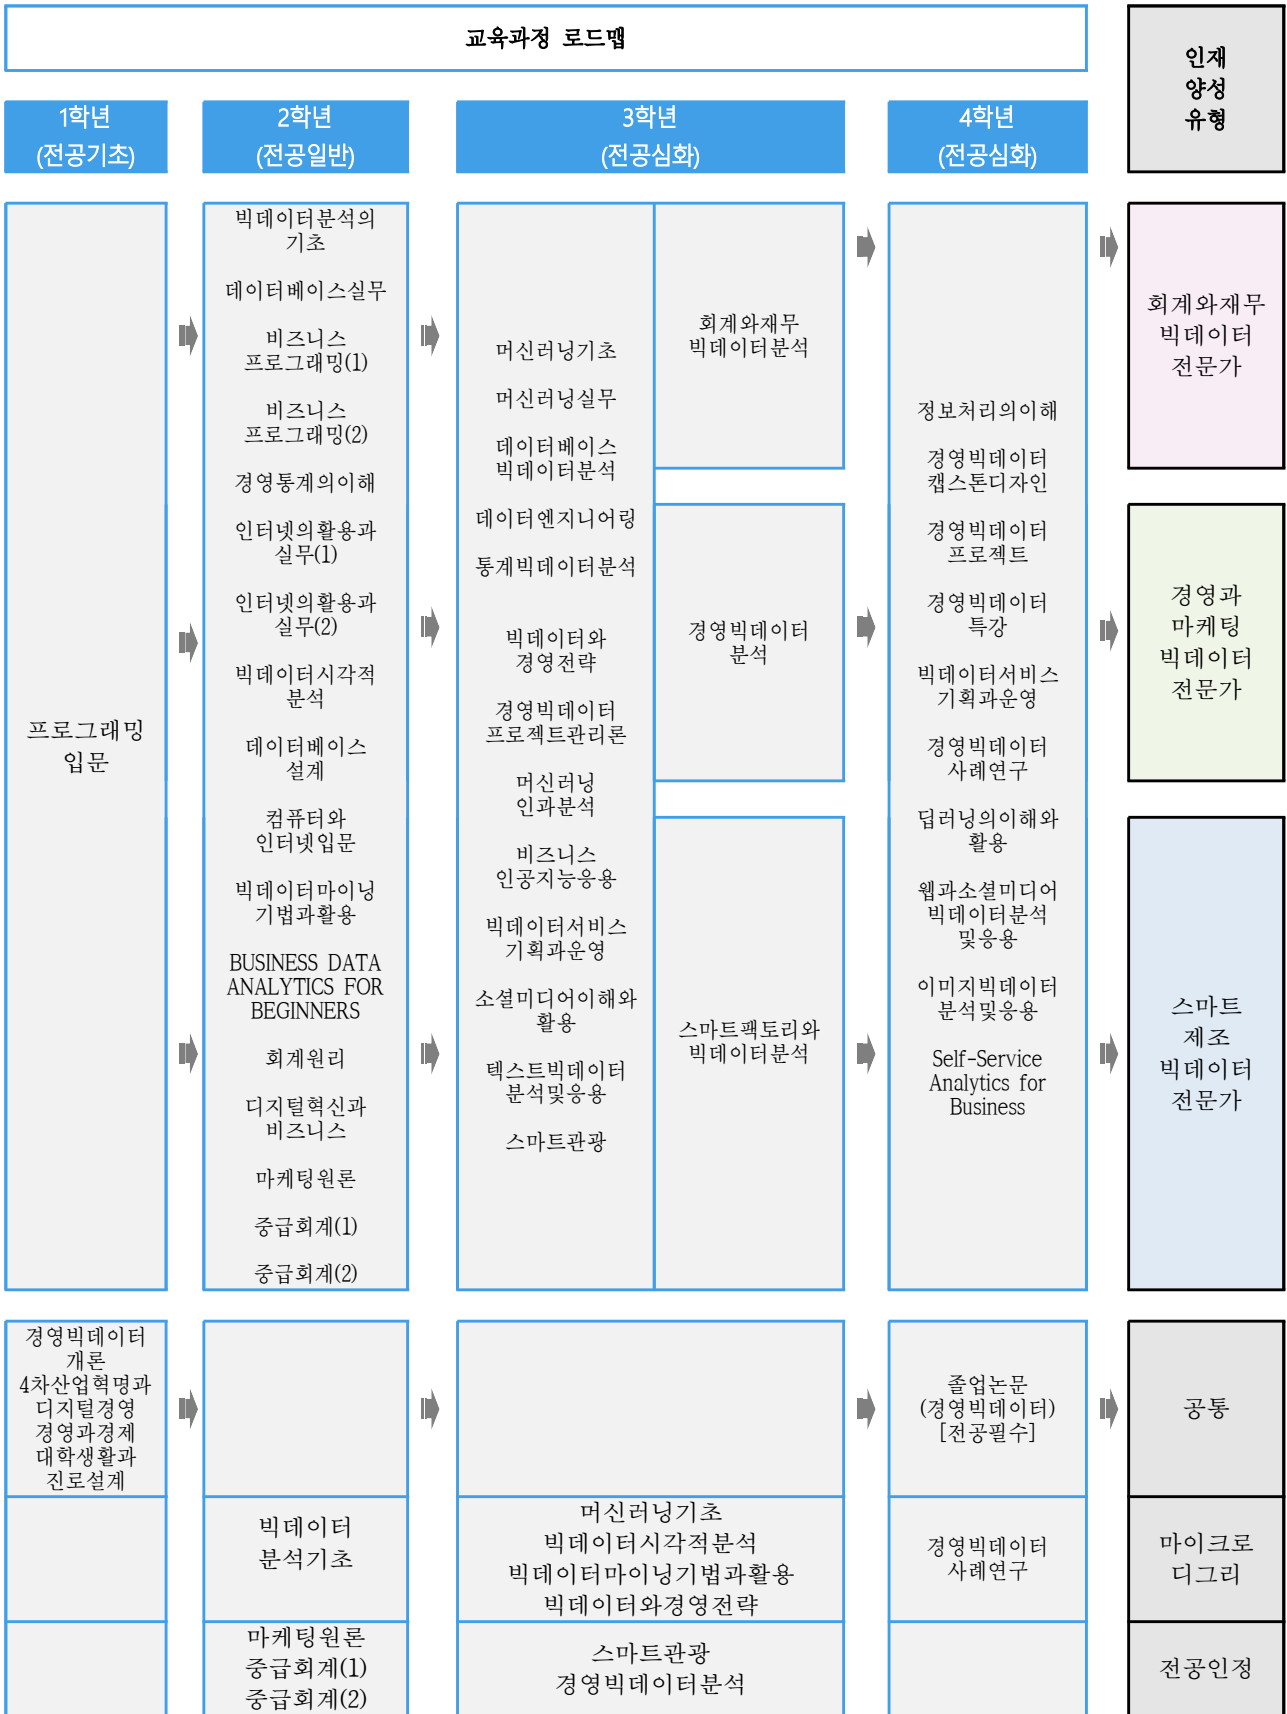 교육과정 로드맵
인재
양성
유형
1학년
(전공기초)
2학년
(전공일반)
3학년
(전공심화)
4학년
(전공심화)
프로그래밍
입문
빅데이터분석의
기초
데이터베이스실무
비즈니스
프로그래밍(1)
비즈니스
프로그래밍(2)
경영통계의이해
인터넷의활용과
실무(1)
인터넷의활용과
실무(2)
빅데이터시각적
분석
데이터베이스
설계
컴퓨터와
인터넷입문
빅데이터마이닝
기법과활용
BUSINESS DATA
ANALYTICS FOR
BEGINNERS
회계원리
디지털혁신과
비즈니스
마케팅원론
중급회계(1)
중급회계(2)
머신러닝기초
머신러닝실무
데이터베이스
빅데이터분석
데이터엔지니어링
통계빅데이터분석
빅데이터와
경영전략
경영빅데이터
프로젝트관리론
머신러닝
인과분석
비즈니스
인공지능응용
빅데이터서비스
기획과운영
소셜미디어이해와
활용
텍스트빅데이터
분석및응용
스마트관광
회계와재무
빅데이터분석
경영빅데이터
분석
스마트팩토리와
빅데이터분석
정보처리의이해
경영빅데이터
캡스톤디자인
경영빅데이터
프로젝트
경영빅데이터
특강
빅데이터서비스
기획과운영
경영빅데이터
사례연구
딥러닝의이해와
활용
웹과소셜미디어
빅데이터분석
및응용
이미지빅데이터
분석및응용
Self-Service
Analytics for
Business
회계와재무
빅데이터
전문가
경영과
마케팅
빅데이터
전문가
스마트
제조
빅데이터
전문가
경영빅데이터
개론
4차산업혁명과
디지털경영
경영과경제
대학생활과
진로설계
졸업논문
(경영빅데이터)
[전공필수]
공통
빅데이터
분석기초
머신러닝기초
빅데이터시각적분석
빅데이터마이닝기법과활용
빅데이터와경영전략
경영빅데이터
사례연구
마이크로
디그리
마케팅원론
중급회계(1)
중급회계(2)
스마트관광
경영빅데이터분석
전공인정